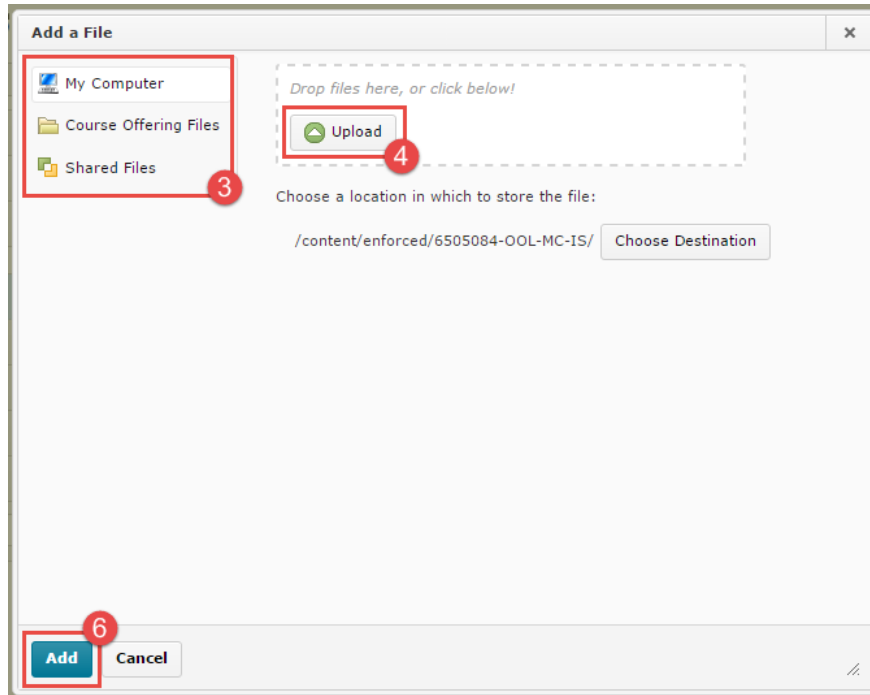 Add a File
×
My Computer
Course Offering Files
Shared Files
3
Drop files here, or click below!
Upload
4
Choose a location in which to store the file:
/content/enforced/6505084-OOL-MC-IS/ Choose Destination
6
Add Cancel